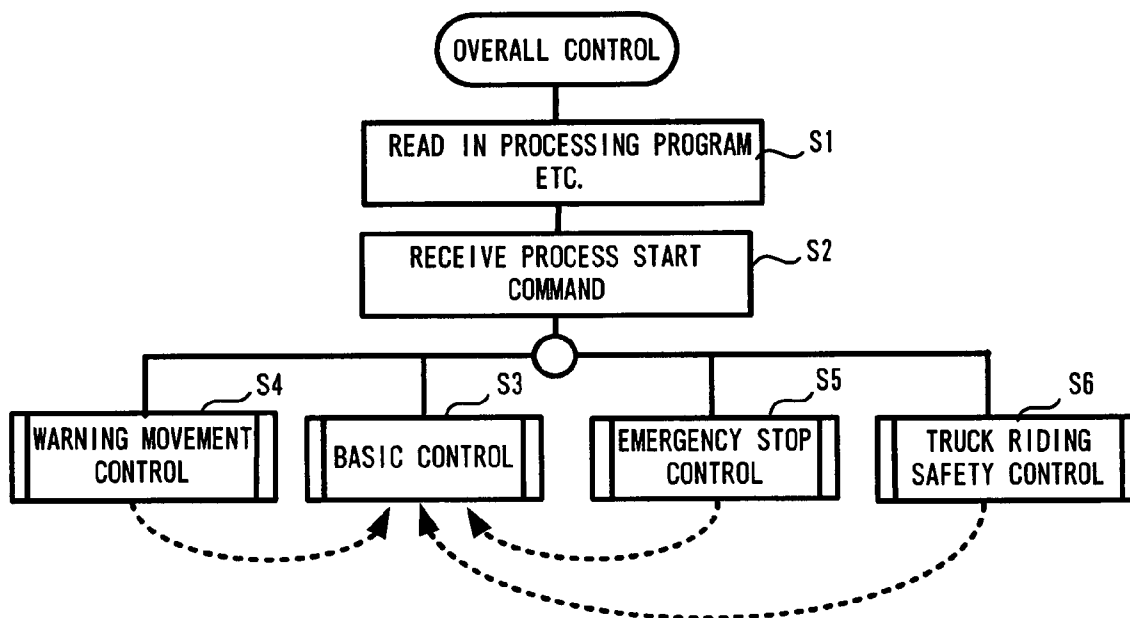 OVERALL CONTROL
READ IN PROCESSING PROGRAM
ETC.
S1
RECEIVE PROCESS START
COMMAND
S2
S4
S3
S5
S6
WARNING MOVEMENT
CONTROL
BASIC CONTROL
EMERGENCY STOP
CONTROL
TRUCK RIDING
SAFETY CONTROL